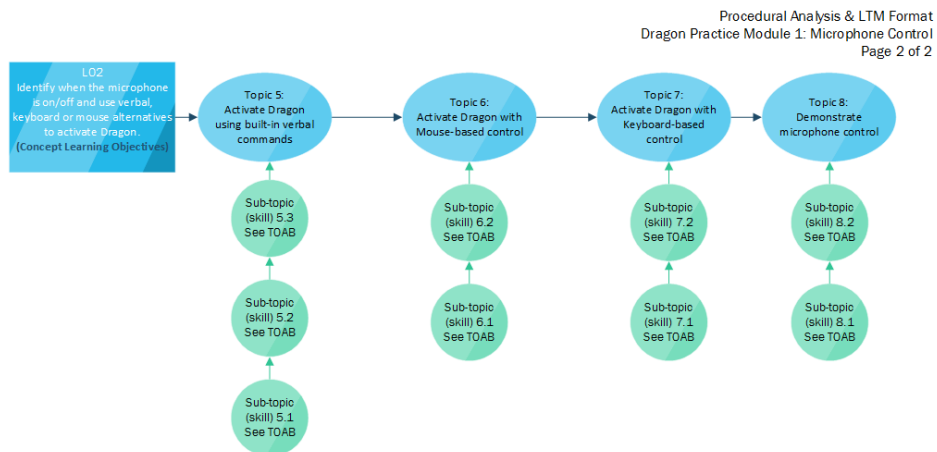 Procedural Analysis & LTM Format
Dragon Practice Module 1: Microphone Control
Page 2 of 2
LO2
Identify when the microphone
is on/off and use verbal,
keyboard or mouse alternatives
to activate Dragon.
(Concept Learning Objectives)
Topic 5:
Activate Dragon
using built-in verbal
commands
Topic 6:
Activate Dragon with
Mouse-based control
Topic 7:
Activate Dragon with
Keyboard-based
control
Topic 8:
Demonstrate
microphone control
Sub-topic
(skill) 5.3
See TOAB
Sub-topic
(skill) 6.2
See TOAB
Sub-topic
(skill) 7.2
See TOAB
Sub-topic
(skill) 8.2
See TOAB
Sub-topic
(skill) 5.2
See TOAB
Sub-topic
(skill) 6.1
See TOAB
Sub-topic
(skill) 7.1
See TOAB
Sub-topic
(skill) 8.1
See TOAB
Sub-topic
(skill) 5.1
See TOAB